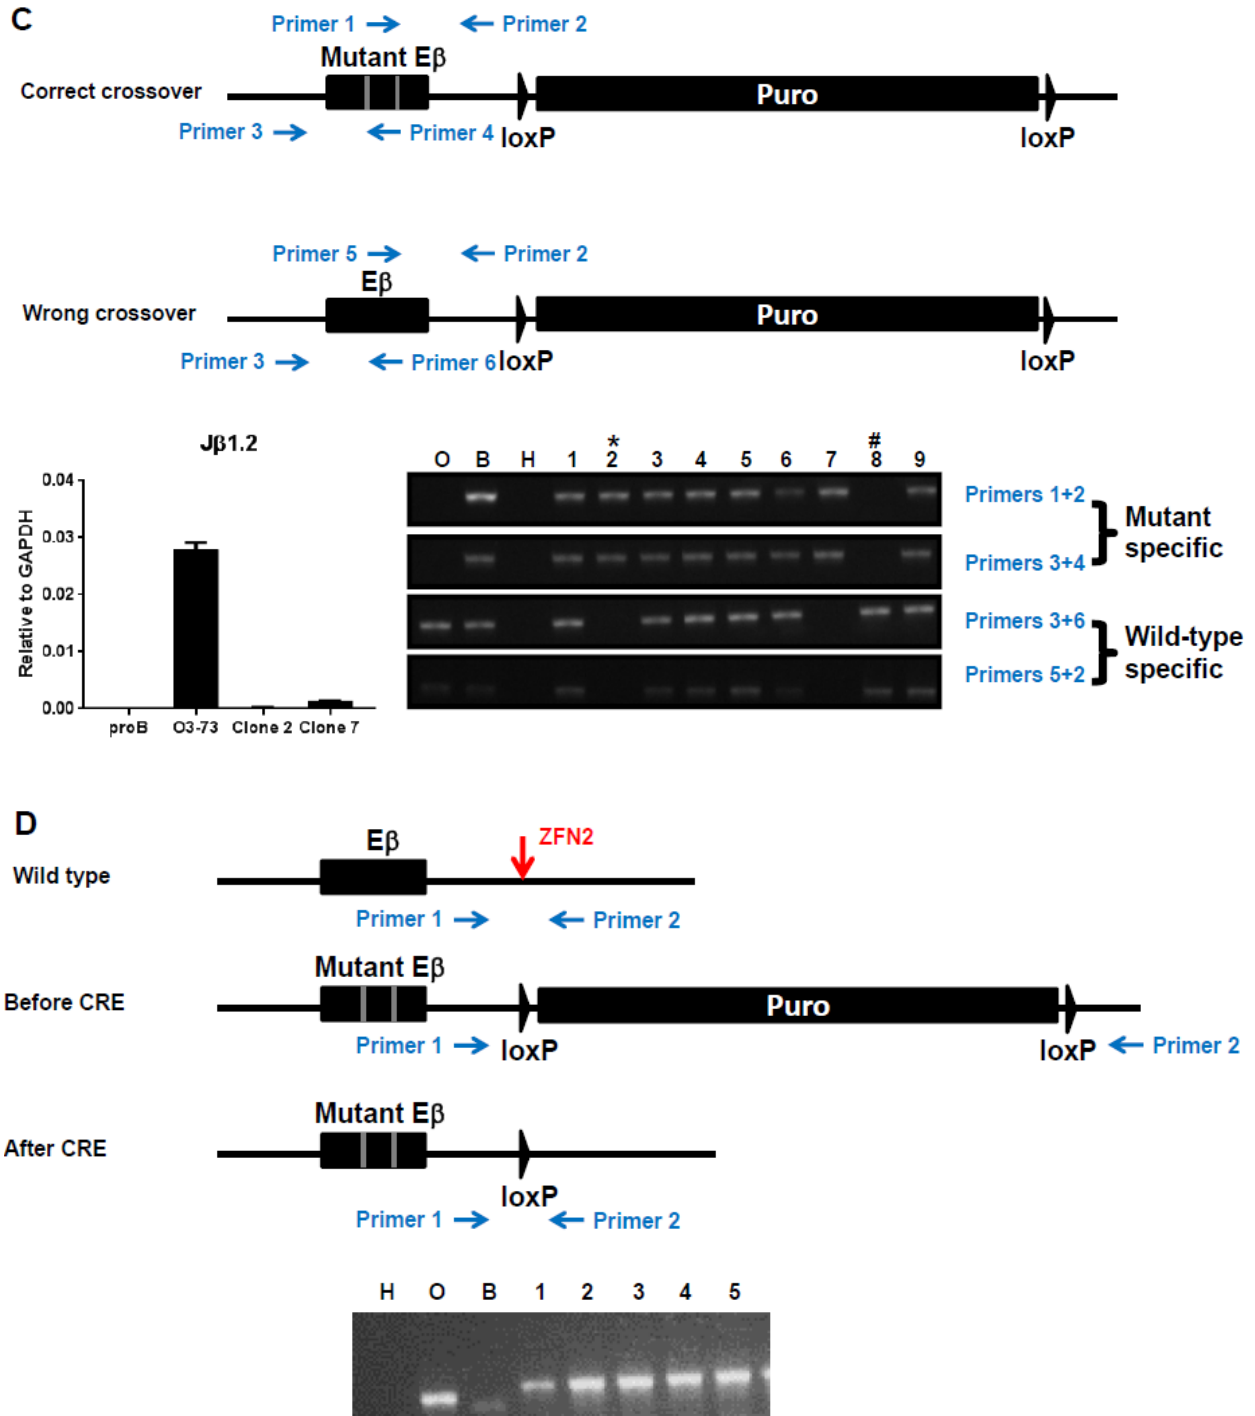 C
Primer 1 Primer 2
Mutant Eβ
Correct crossover
Puro
Primer 3 Primer 4 loxP loxP
Primer 5 Primer 2
Eβ
Wrong crossover
Puro
Primer 3 Primer 6 loxP loxP
Jβ1.2
Relative to GAPDH
0.04
0.03
0.02
0.01
0.00
proB O3-73 Clone 2 Clone 7
* #
O B H 1 2 3 4 5 6 7 8 9
Primers 1+2
Primers 3+4
Mutant
specific
Primers 3+6
Primers 5+2
Wild-type
specific
D
Eβ ZFN2
Wild type
Primer 1 Primer 2
Mutant Eβ
Before CRE
Puro
Primer 1 loxP loxP Primer 2
Mutant Eβ
After CRE
loxP
Primer 1 Primer 2
H O B 1 2 3 4 5